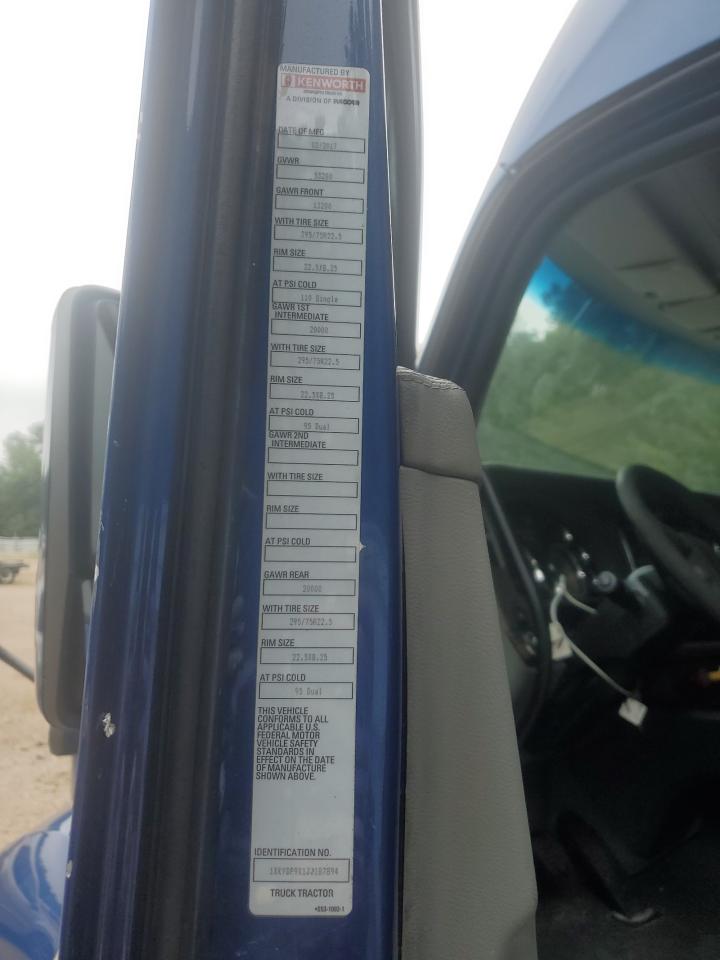 MANUFACTURED BY
KENWORTH
A DIVISION OF PACCAR
DATE OF MFG
02/2017
GVWR
53200
GAWR FRONT
13200
WITH TIRE SIZE
295/75R22.5
RIM SIZE
22.5X8.25
AT PSI COLD
110 Single
GAWR 1ST
INTERMEDIATE
20000
WITH TIRE SIZE
295/75R22.5
RIM SIZE
22.5X8.25
AT PSI COLD
95 Dual
GAWR 2ND
INTERMEDIATE
WITH TIRE SIZE
RIM SIZE
AT PSI COLD
GAWR REAR
20000
WITH TIRE SIZE
295/75R22.5
RIM SIZE
22.5X8.25
AT PSI COLD
95 Dual
THIS VEHICLE
CONFORMS TO ALL
APPLICABLE U.S.
FEDERAL MOTOR
VEHICLE SAFETY
STANDARDS IN
EFFECT ON THE DATE
OF MANUFACTURE
SHOWN ABOVE.
IDENTIFICATION NO.
TRUCK TRACTOR